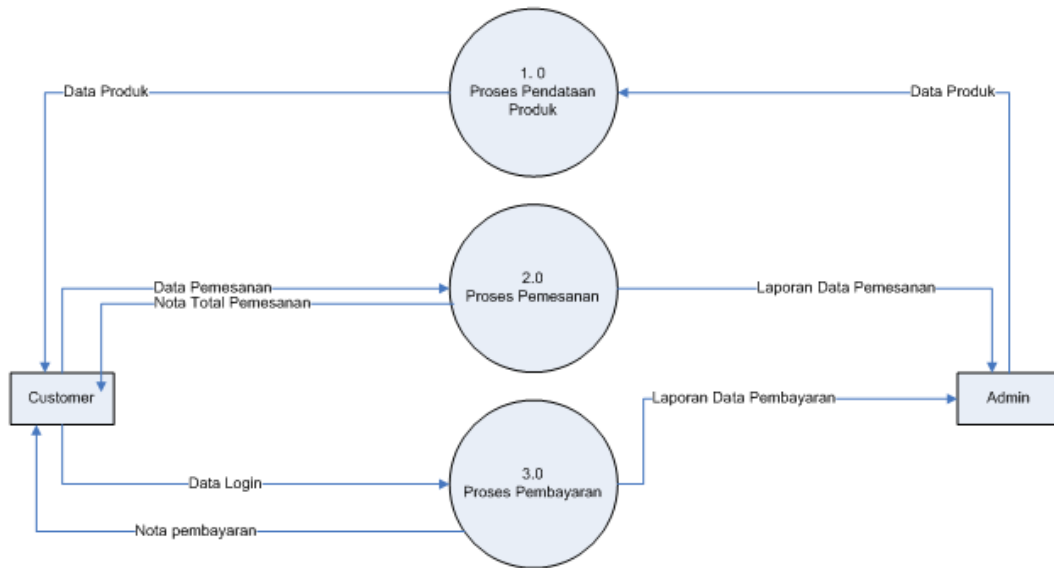 1. 0
Proses Pendataan
Produk
Data Produk
Data Produk
2.0
Proses Pemesanan
Data Pemesanan
Nota Total Pemesanan
Laporan Data Pemesanan
Customer
Admin
Laporan Data Pembayaran
3.0
Proses Pembayaran
Data Login
Nota pembayaran